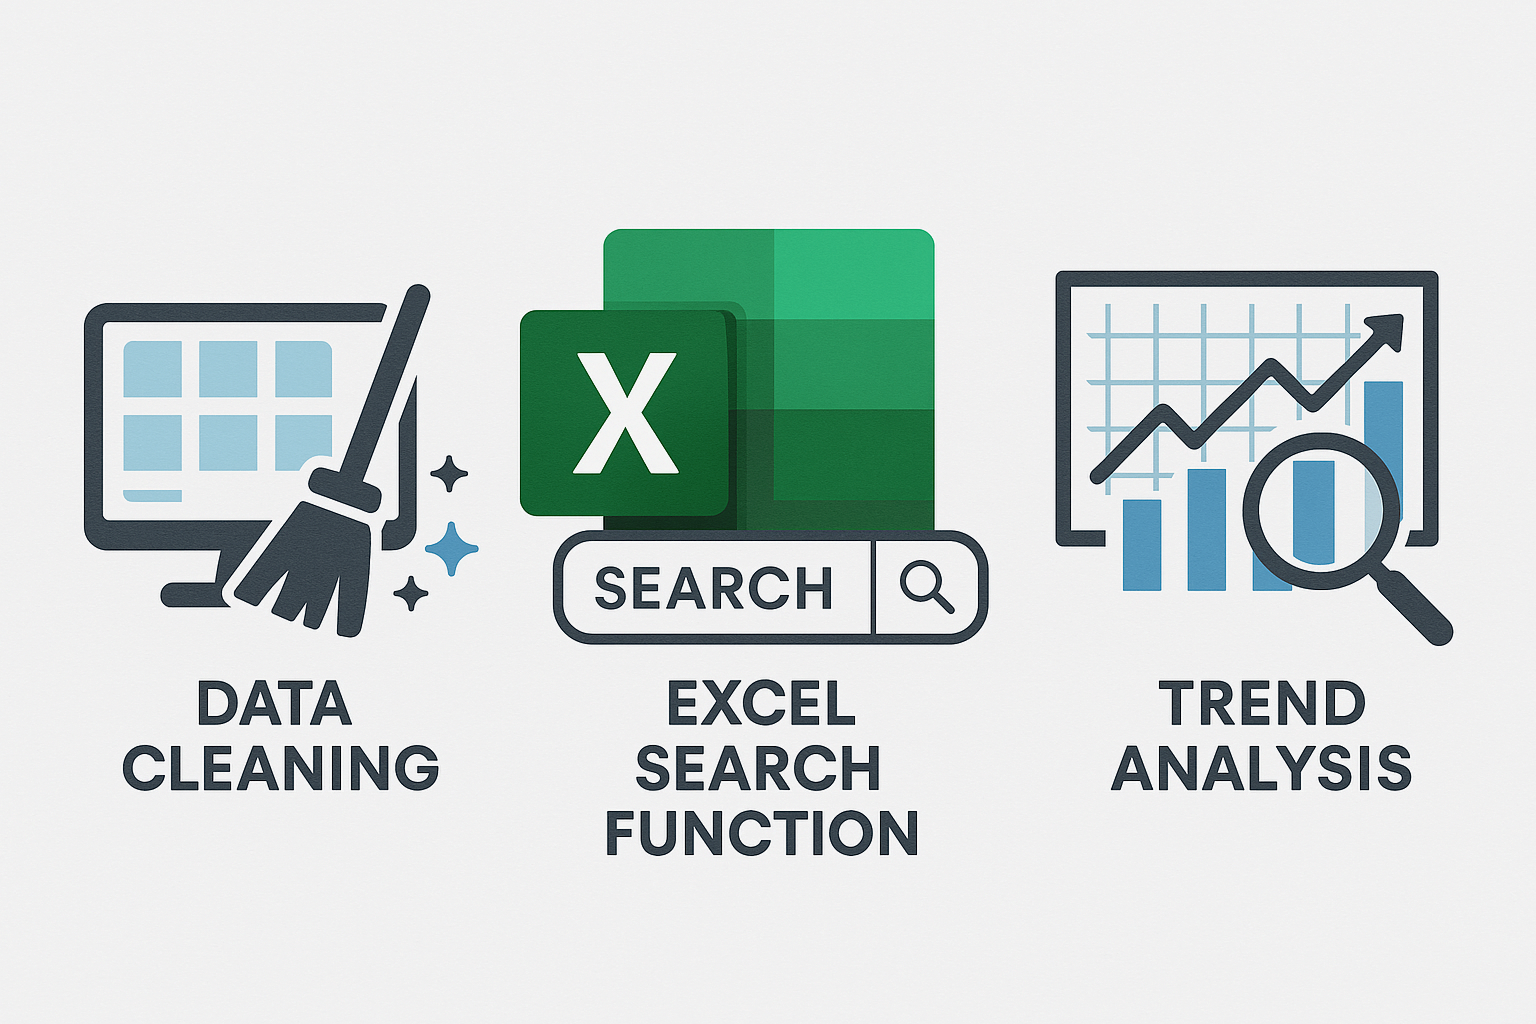 X
SEARCH
DATA
CLEANING
EXCEL
SEARCH
FUNCTION
TREND
ANALYSIS